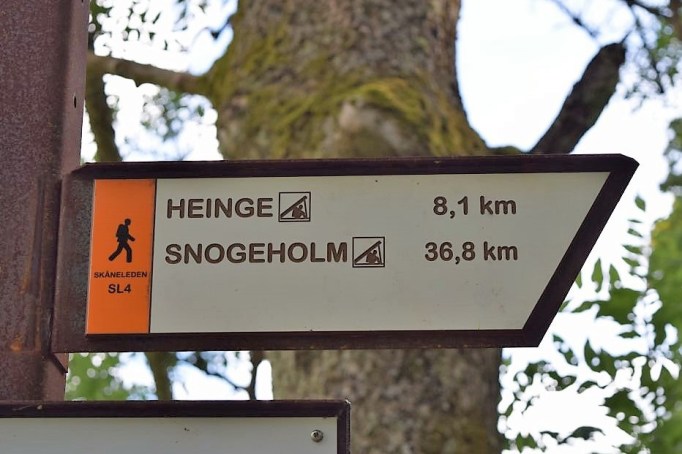 HEINGE 8,1 km
SNOGEHOLM 36,8 km
SKÅNELEDEN
SL4